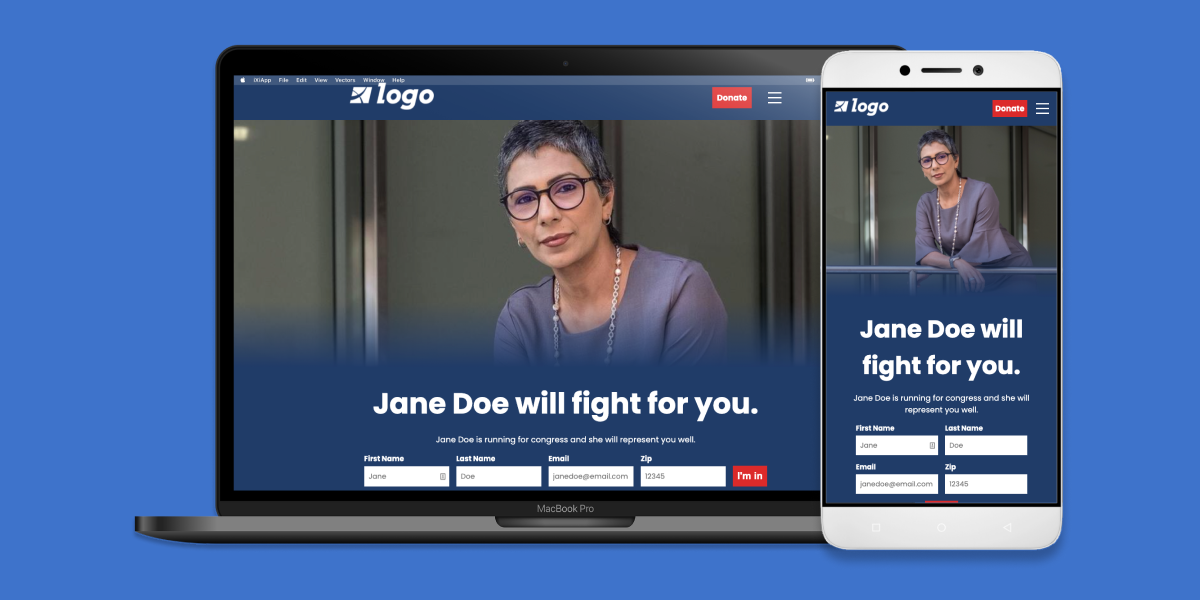 iXiApp File Edit View Vectors Window Help
logo
Donate
Jane Doe will fight for you.
Jane Doe is running for congress and she will represent you well.
First Name Last Name Email Zip
Jane Doe janedoe@email.com 12345 I'm in
MacBook Pro
logo
Donate
Jane Doe will
fight for you.
Jane Doe is running for congress and she will
represent you well.
First Name Last Name
Jane Doe
Email Zip
janedoe@email.com 12345